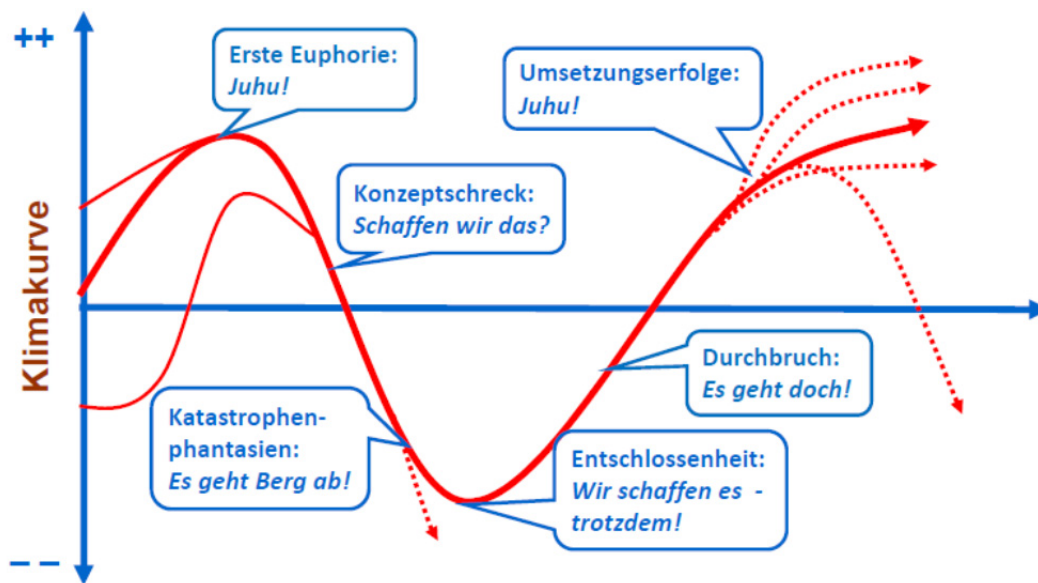 ++
Erste Euphorie:
Juhu!
Umsetzungserfolge:
Juhu!
Konzeptschreck:
Schaffen wir das?
Klimakurve
Durchbruch:
Es geht doch!
Katastrophen-
phantasien:
Es geht Berg ab!
Entschlossenheit:
Wir schaffen es -
trotzdem!
– –